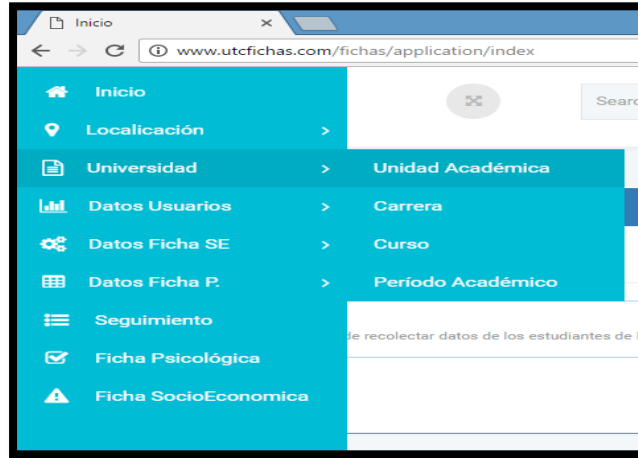 Inicio
www.utcfichas.com/fichas/application/index
Inicio
Localicación
Universidad
Datos Usuarios
Datos Ficha SE
Datos Ficha P.
Seguimiento
Ficha Psicológica
Ficha SocioEconomica
Unidad Académica
Carrera
Curso
Período Académico
Searc
de recolectar datos de los estudiantes de